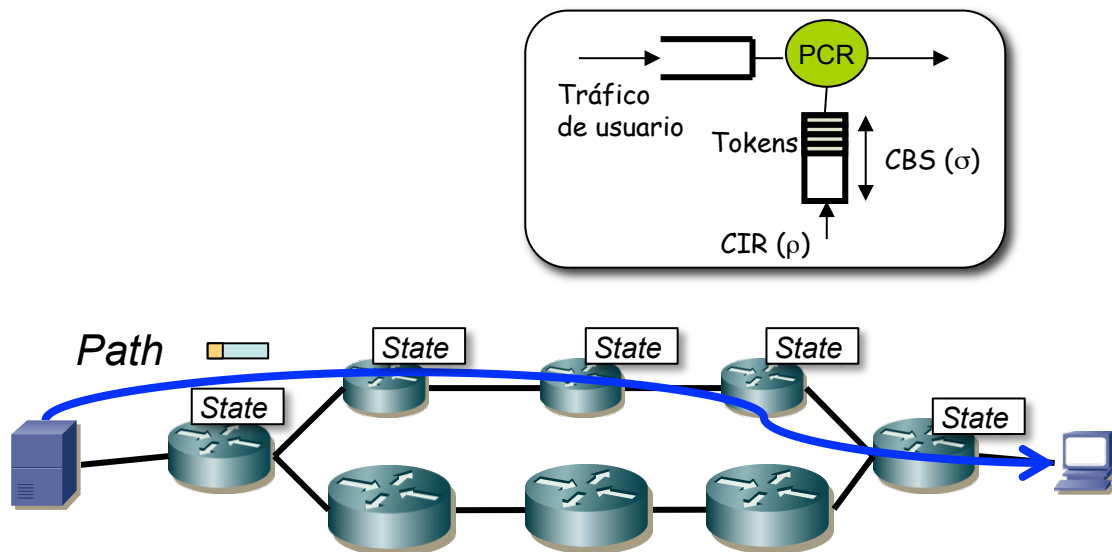 PCR
Tráfico
de usuario
Tokens
CBS (σ)
CIR (ρ)
Path
State
State
State
State
State